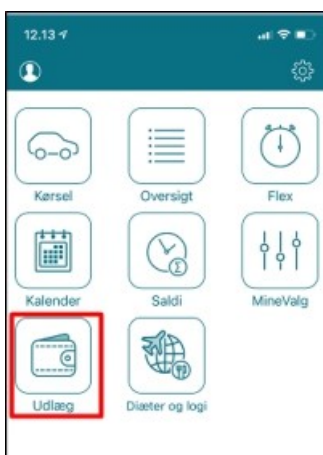 12.13
Kørsel
Oversigt
Flex
Kalender
Saldi
MineValg
Udlæg
Diæter og logi